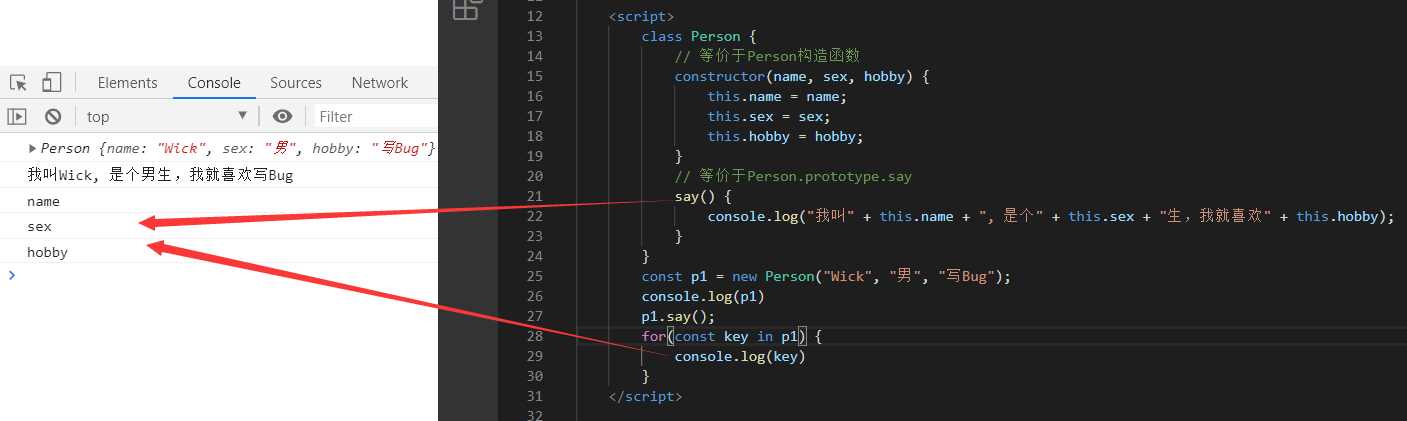 Elements Console Sources Network
top Filter
Person {name: "Wick", sex: "男", hobby: "写Bug"}
我叫Wick, 是个男生，我就喜欢写Bug
name
sex
hobby
11
12 <script>
13 class Person {
14 // 等价于Person构造函数
15 constructor(name, sex, hobby) {
16 this.name = name;
17 this.sex = sex;
18 this.hobby = hobby;
19 }
20 // 等价于Person.prototype.say
21 say() {
22 console.log("我叫" + this.name + ", 是个" + this.sex + "生，我就喜欢" + this.hobby);
23 }
24 }
25 const p1 = new Person("Wick", "男", "写Bug");
26 console.log(p1)
27 p1.say();
28 for(const key in p1) {
29 console.log(key)
30 }
31 </script>
32